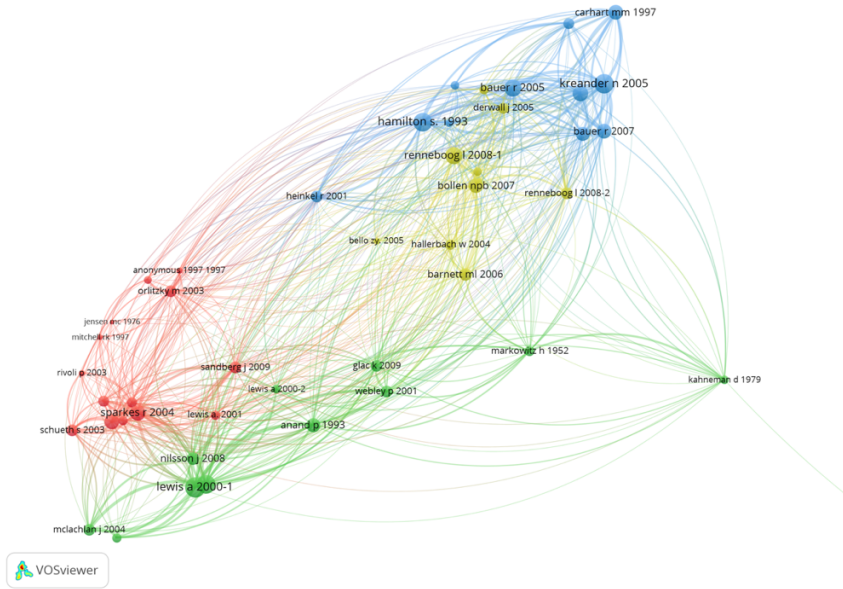 carhart mm 1997
kreander n 2005
bauer r 2005
derwall j 2005
hamilton s. 1993
bauer r 2007
renneboog l 2008-1
bollen npb 2007
renneboog l 2008-2
heinkel r 2001
bello zy. 2005
hallerbach w 2004
anonymous 1997 1997
barnett ml 2006
orlitzky m 2003
jensen mc 1976
mitchell rk 1997
markowitz h 1952
sandberg j 2009
glac k 2009
rivoli p 2003
kahneman d 1979
lewis a 2000-2
webley p 2001
sparkes r 2004
lewis a. 2001
anand p 1993
schueth s 2003
nilsson j 2008
lewis a 2000-1
mclachlan j 2004
VOSviewer